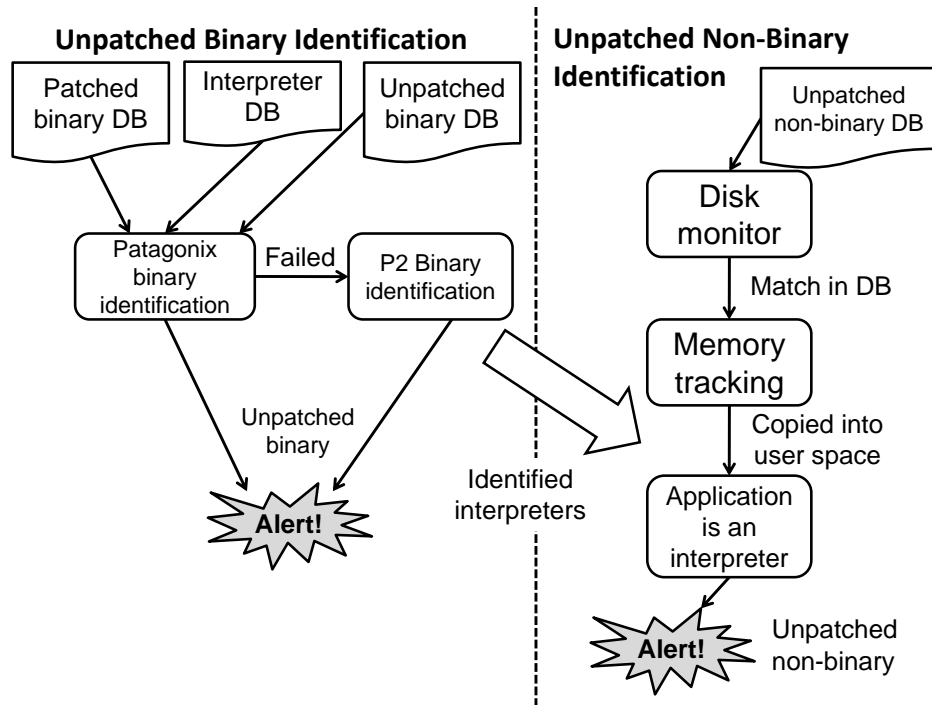 Unpatched Binary Identification
Patched
binary DB
Interpreter
DB
Unpatched
binary DB
Patagonix
binary
identification
Failed
P2 Binary
identification
Unpatched
binary
Alert!
Identified
interpreters
Unpatched Non-Binary
Identification
Unpatched
non-binary DB
Disk
monitor
Match in DB
Memory
tracking
Copied into
user space
Application
is an
interpreter
Alert!
Unpatched
non-binary